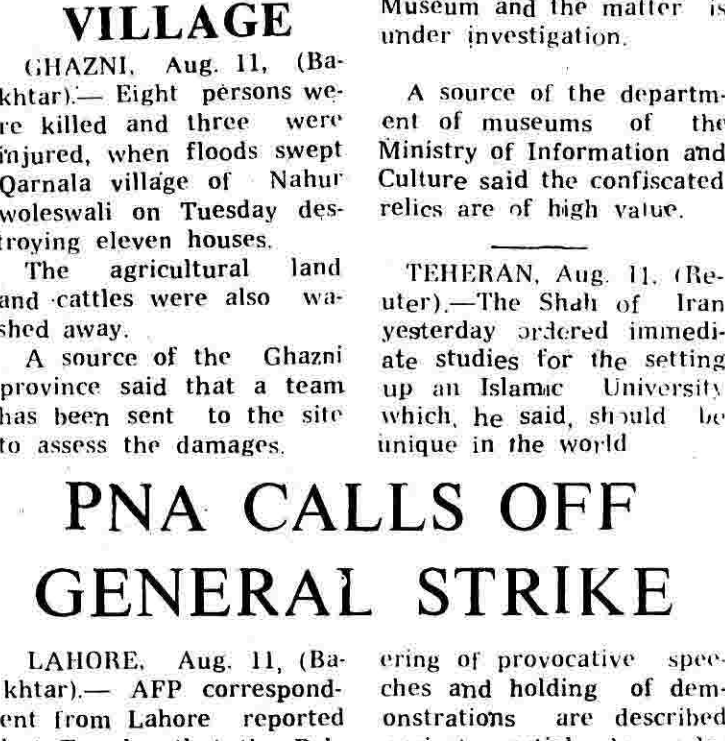 VILLAGE
GHAZNI, Aug. 11, (Ba-
khtar).— Eight persons we-
re killed and three were
injured, when floods swept
Qarnala village of Nahur
woleswali on Tuesday des-
troying eleven houses.
The agricultural land
and cattles were also wa-
shed away.
A source of the Ghazni
province said that a team
has been sent to the site
to assess the damages.
Museum and the matter is
under investigation.
A source of the departm-
ent of museums of the
Ministry of Information and
Culture said the confiscated
relics are of high value.
TEHERAN, Aug. 11, (Re-
uter).—The Shah of Iran
yesterday ordered immedi-
ate studies for the setting
up an Islamic University
which, he said, should be
unique in the world
PNA CALLS OFF
GENERAL STRIKE
LAHORE, Aug. 11, (Ba-
khtar).— AFP correspond-
ent from Lahore reported
ering of provocative spee-
ches and holding of dem-
onstrations are described